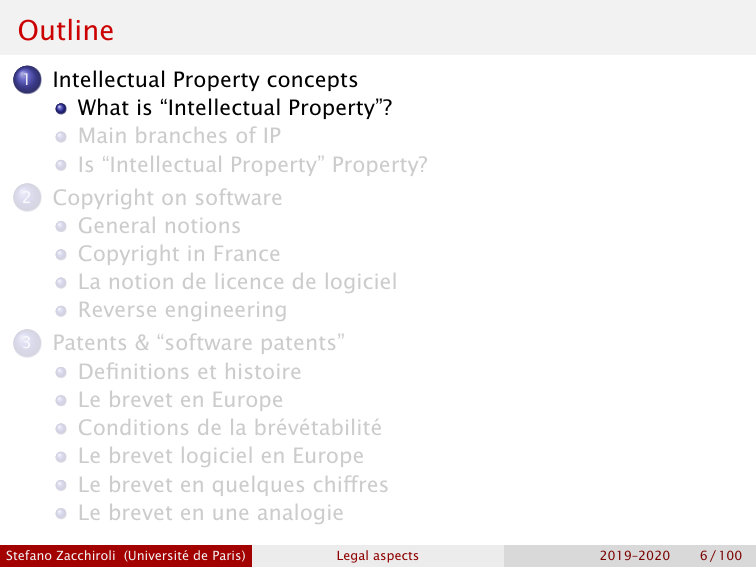 Outline
1 Intellectual Property concepts
What is “Intellectual Property”?
Main branches of IP
Is “Intellectual Property” Property?
2 Copyright on software
General notions
Copyright in France
La notion de licence de logiciel
Reverse engineering
3 Patents & “software patents”
Definitions et histoire
Le brevet en Europe
Conditions de la brévétabilité
Le brevet logiciel en Europe
Le brevet en quelques chiffres
Le brevet en une analogie
Stefano Zacchiroli (Université de Paris) Legal aspects 2019–2020 6 / 100